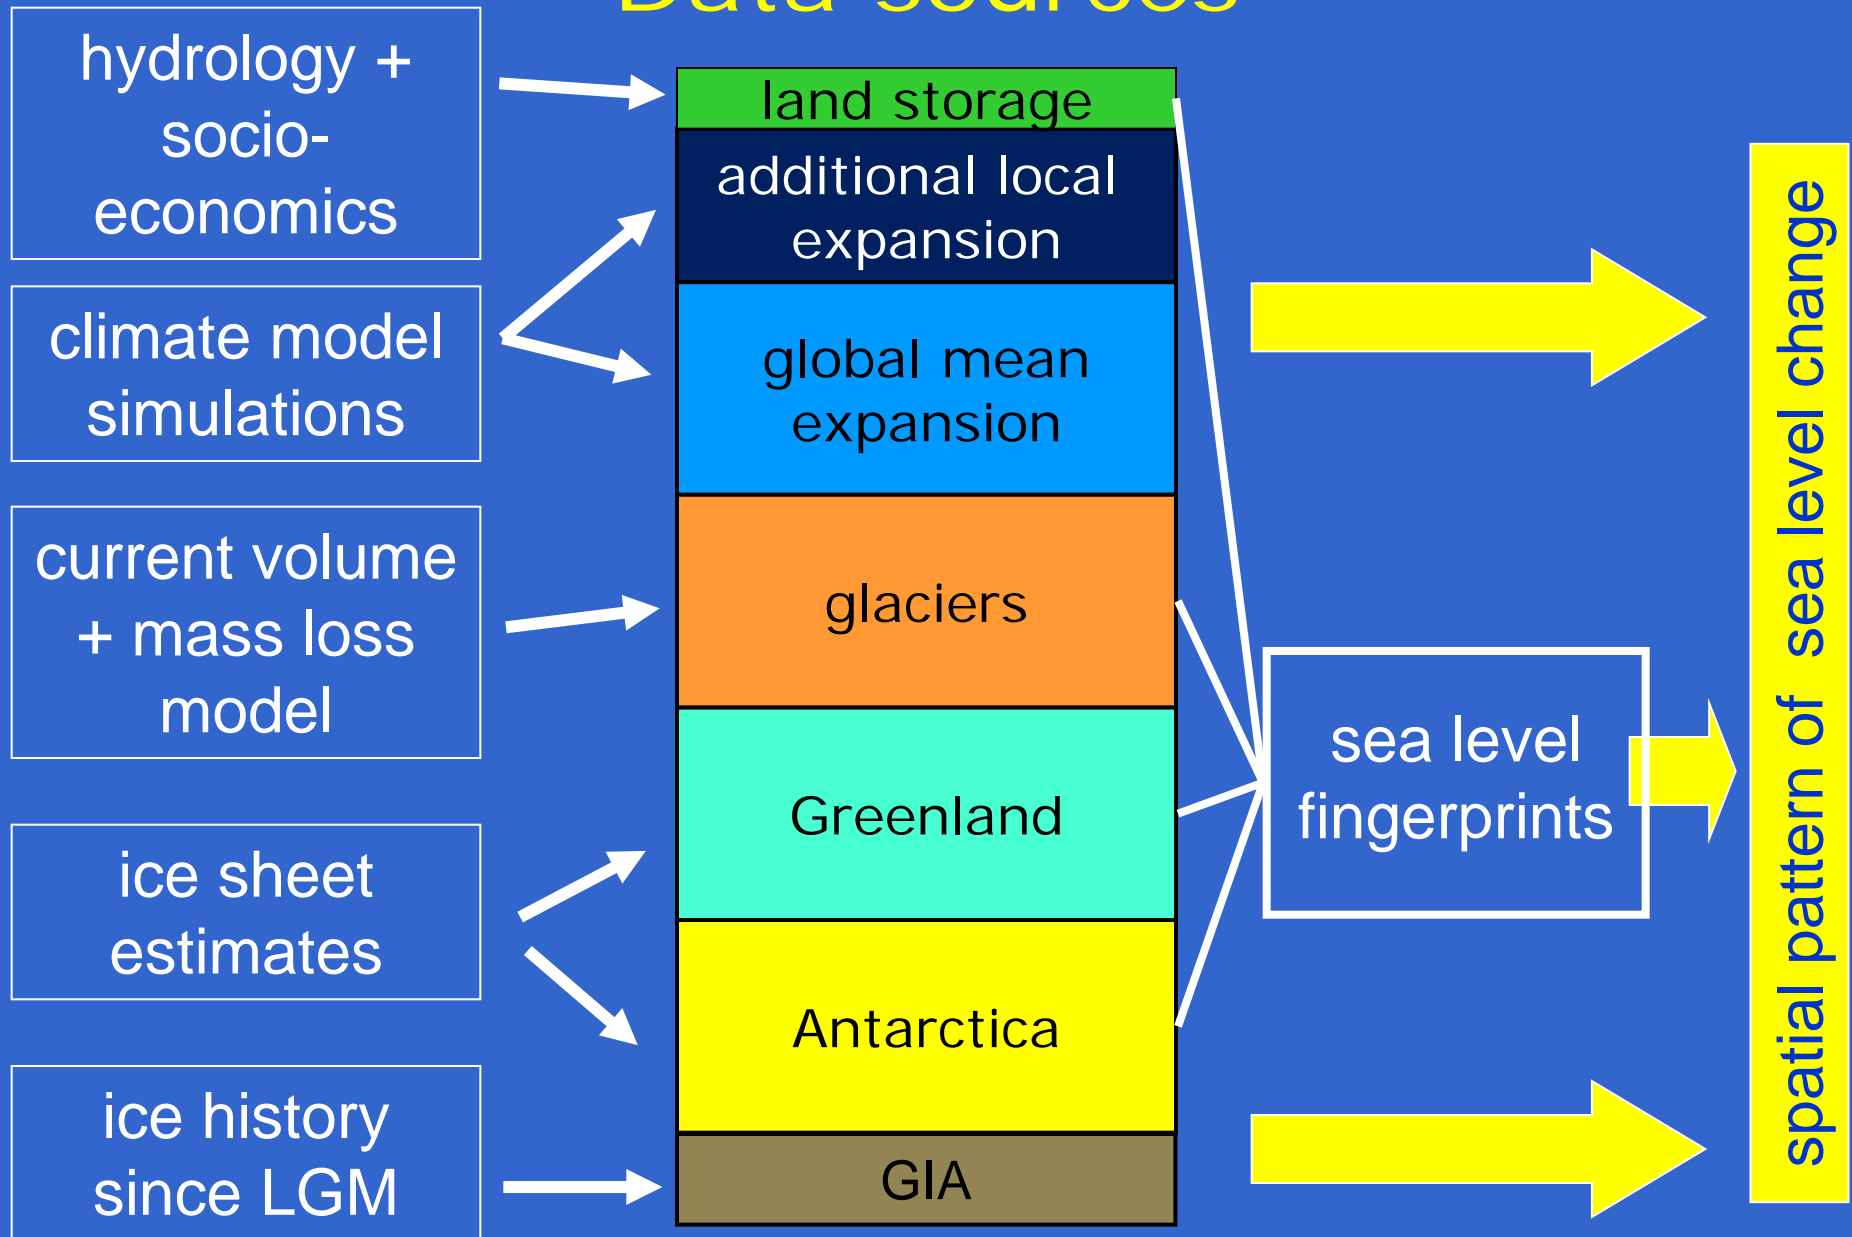 Data sources
hydrology +
socio-
economics
climate model
simulations
current volume
+ mass loss
model
ice sheet
estimates
ice history
since LGM
land storage
additional local
expansion
global mean
expansion
glaciers
Greenland
Antarctica
GIA
sea level
fingerprints
spatial pattern of sea level change